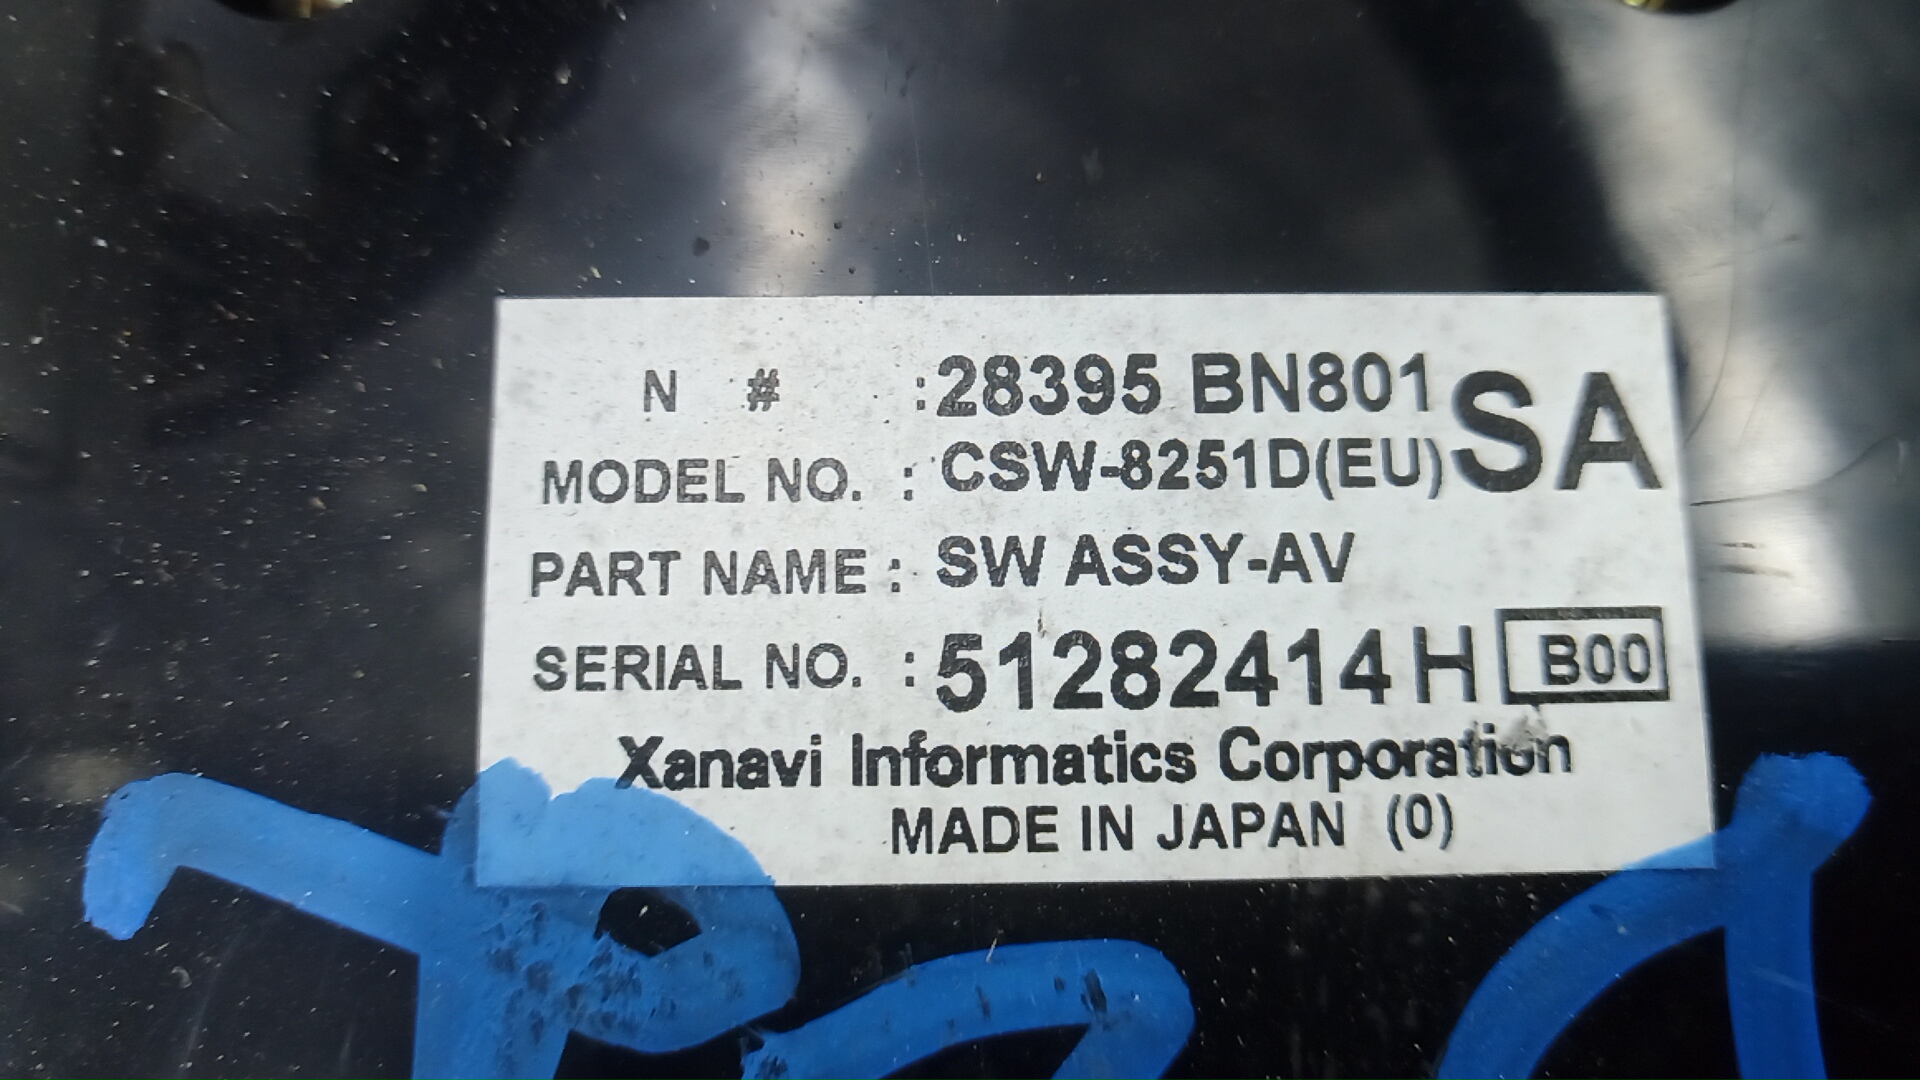 N # :28395 BN801 SA
MODEL NO. : CSW-8251D(EU)
PART NAME : SW ASSY-AV
SERIAL NO. : 51282414H B00
Xanavi Informatics Corporation
MADE IN JAPAN (0)